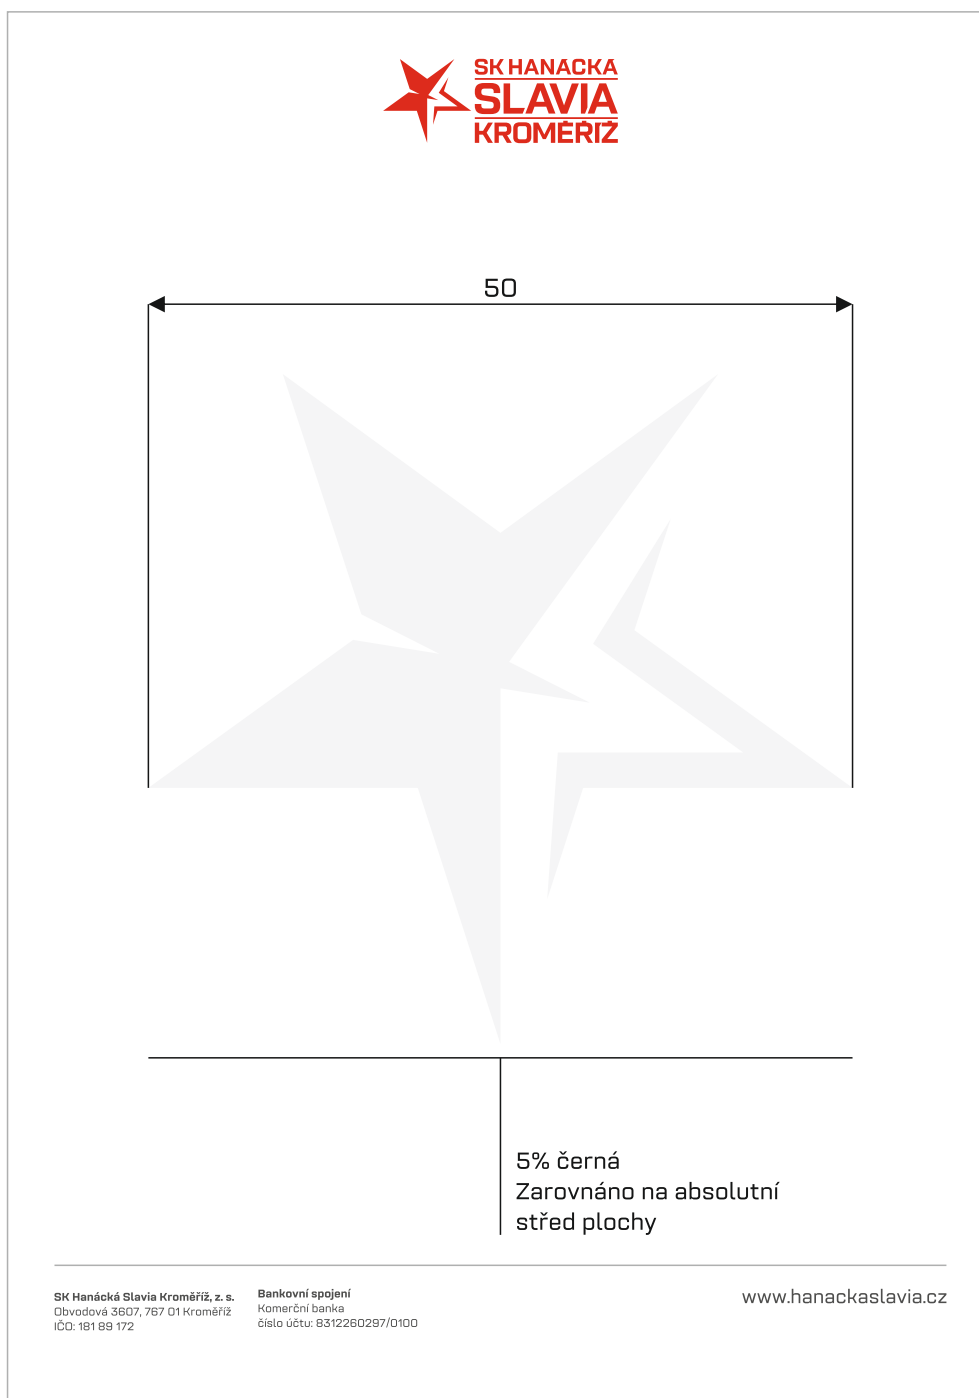 SK HANÁCKÁ
SLAVIA
KROMĚŘÍŽ
50
5% černá
Zarovnáno na absolutní
střed plochy
SK Hanácká Slavia Kroměříž, z. s.
Obvodová 3607, 767 01 Kroměříž
IČO: 181 89 172
Bankovní spojení
Komerční banka
číslo účtu: 8312260297/0100
www.hanackaslavia.cz